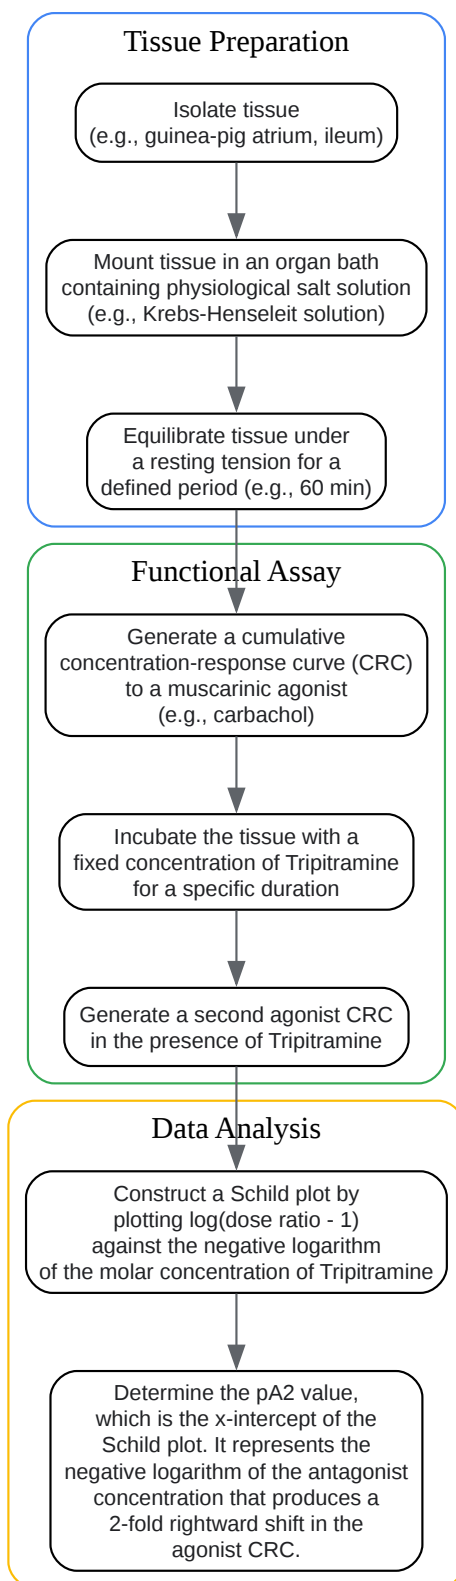 Tissue Preparation
Isolate tissue
(e.g., guinea-pig atrium, ileum)
Mount tissue in an organ bath
containing physiological salt solution
(e.g., Krebs-Henseleit solution)
Equilibrate tissue under
a resting tension for a
defined period (e.g., 60 min)
Functional Assay
Generate a cumulative
concentration-response curve (CRC)
to a muscarinic agonist
(e.g., carbachol)
Incubate the tissue with a
fixed concentration of Tripitramine
for a specific duration
Generate a second agonist CRC
in the presence of Tripitramine
Data Analysis
Construct a Schild plot by
plotting log(dose ratio - 1)
against the negative logarithm
of the molar concentration of Tripitramine
Determine the pA2 value,
which is the x-intercept of the
Schild plot. It represents the
negative logarithm of the antagonist
concentration that produces a
2-fold rightward shift in the
agonist CRC.